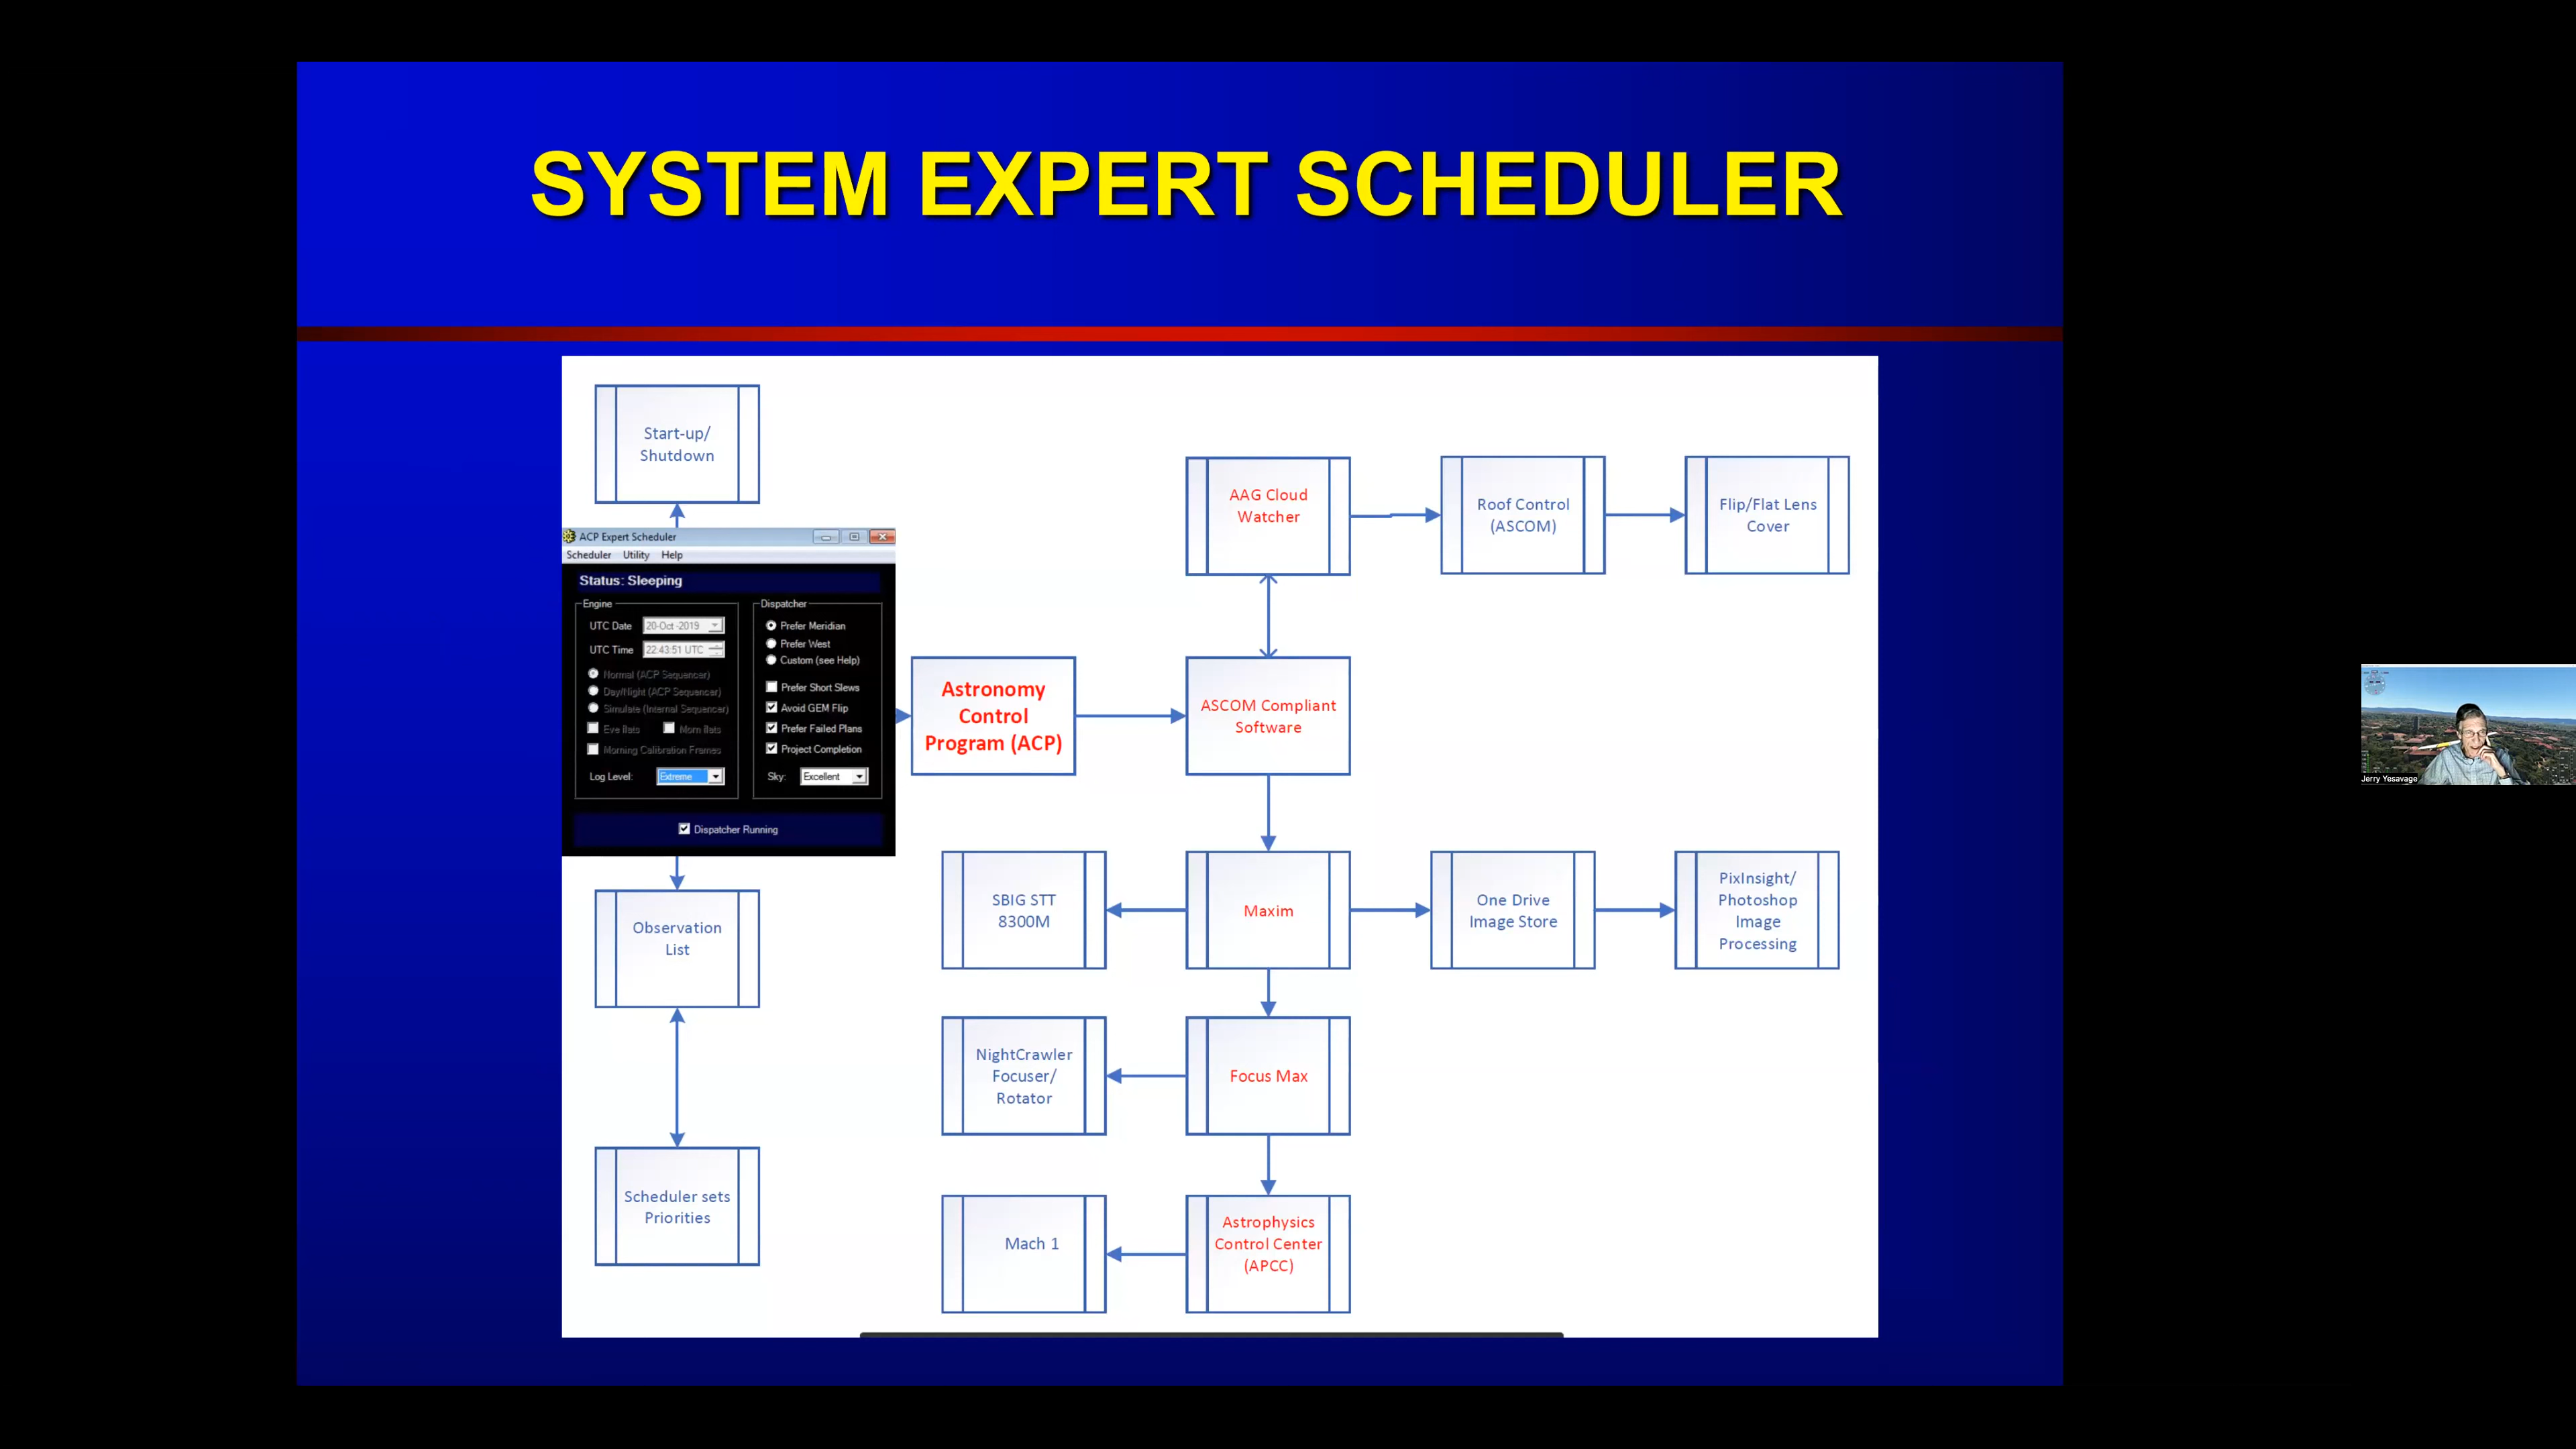 SYSTEM EXPERT SCHEDULER
Start-up/
Shutdown
ACP Expert Scheduler
Scheduler Utility Help
Status: Sleeping
Engine
UTC Date 20-Oct-2019
UTC Time 22:43:51 UTC
Normal (ACP Sequencer)
Day/Night (ACP Sequencer)
Simulate (Internal Sequencer)
Eve flats Morn flats
Morning Calibration Frames
Log Level: Extreme
Dispatcher
Prefer Meridian
Prefer West
Custom (see Help)
Prefer Short Slews
Avoid GEM Flip
Prefer Failed Plans
Project Completion
Sky: Excellent
Dispatcher Running
Observation
List
Scheduler sets
Priorities
Astronomy
Control
Program (ACP)
AAG Cloud
Watcher
Roof Control
(ASCOM)
Flip/Flat Lens
Cover
ASCOM Compliant
Software
SBIG STT
8300M
Maxim
One Drive
Image Store
PixInsight/
Photoshop
Image
Processing
NightCrawler
Focuser/
Rotator
Focus Max
Mach 1
Astrophysics
Control Center
(APCC)
Jerry Yesavage